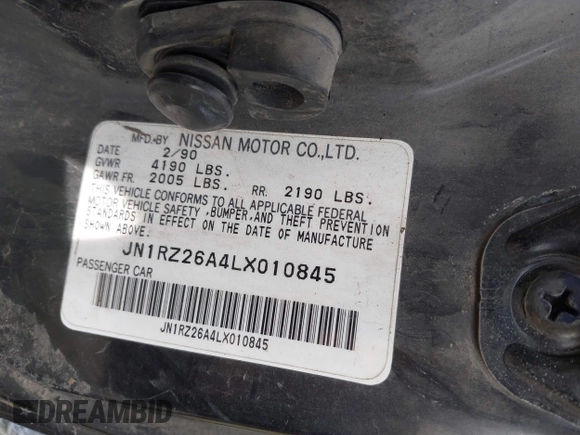 MFD.BY NISSAN MOTOR CO.,LTD.
DATE 2/90
GVWR 4190 LBS.
GAWR FR. 2005 LBS. RR. 2190 LBS.
THIS VEHICLE CONFORMS TO ALL APPLICABLE FEDERAL
MOTOR VEHICLE SAFETY, BUMPER, AND THEFT PREVENTION
STANDARDS IN EFFECT ON THE DATE OF MANUFACTURE
SHOWN ABOVE.
JN1RZ26A4LX010845
PASSENGER CAR
JN1RZ26A4LX010845
DREAMBID